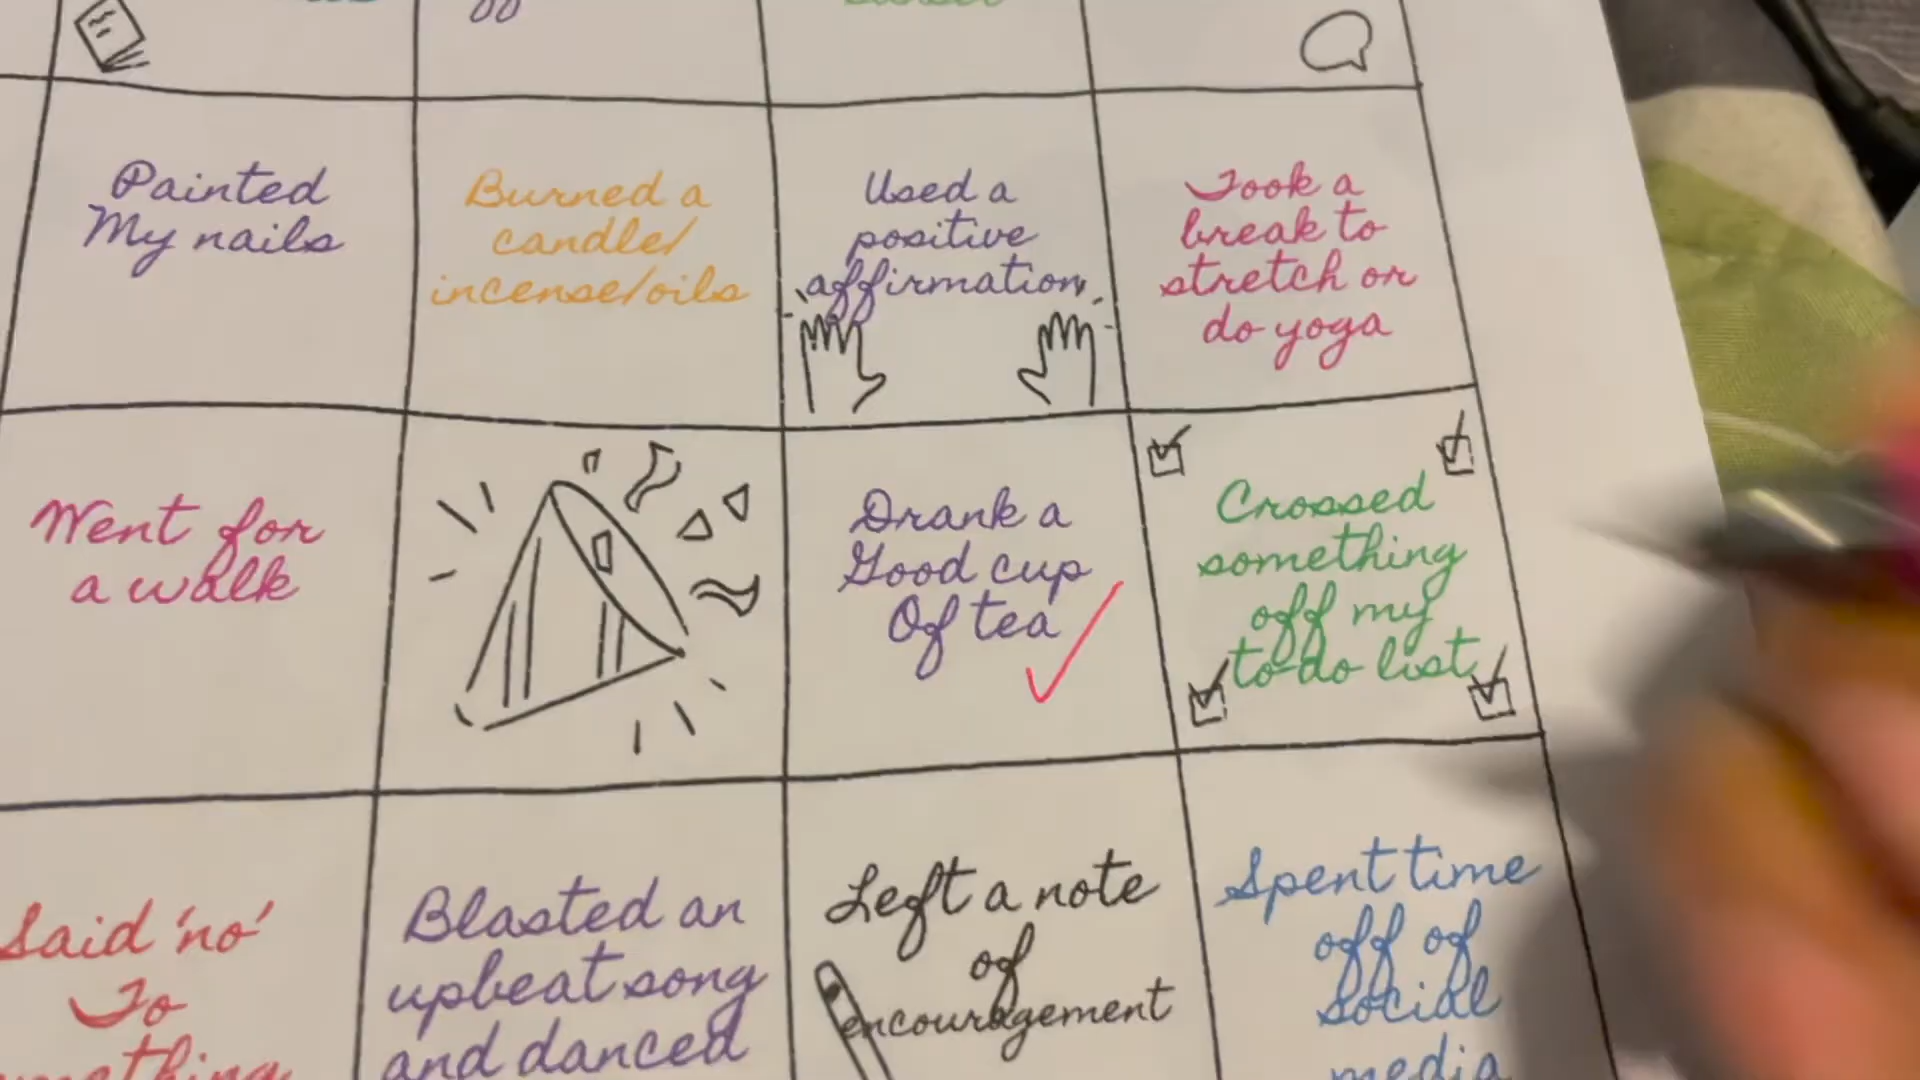 Painted
My nails
Burned a
candle/
incense/oils
Used a
positive
affirmation
Took a
break to
stretch or
do yoga
Went for
a walk
Drank a
Good cup
Of tea
Crossed
something
off my
to-do list
Said 'no'
To
Blasted an
upbeat song
and danced
Left a note
of
encouragement
Spent time
off of
social
media